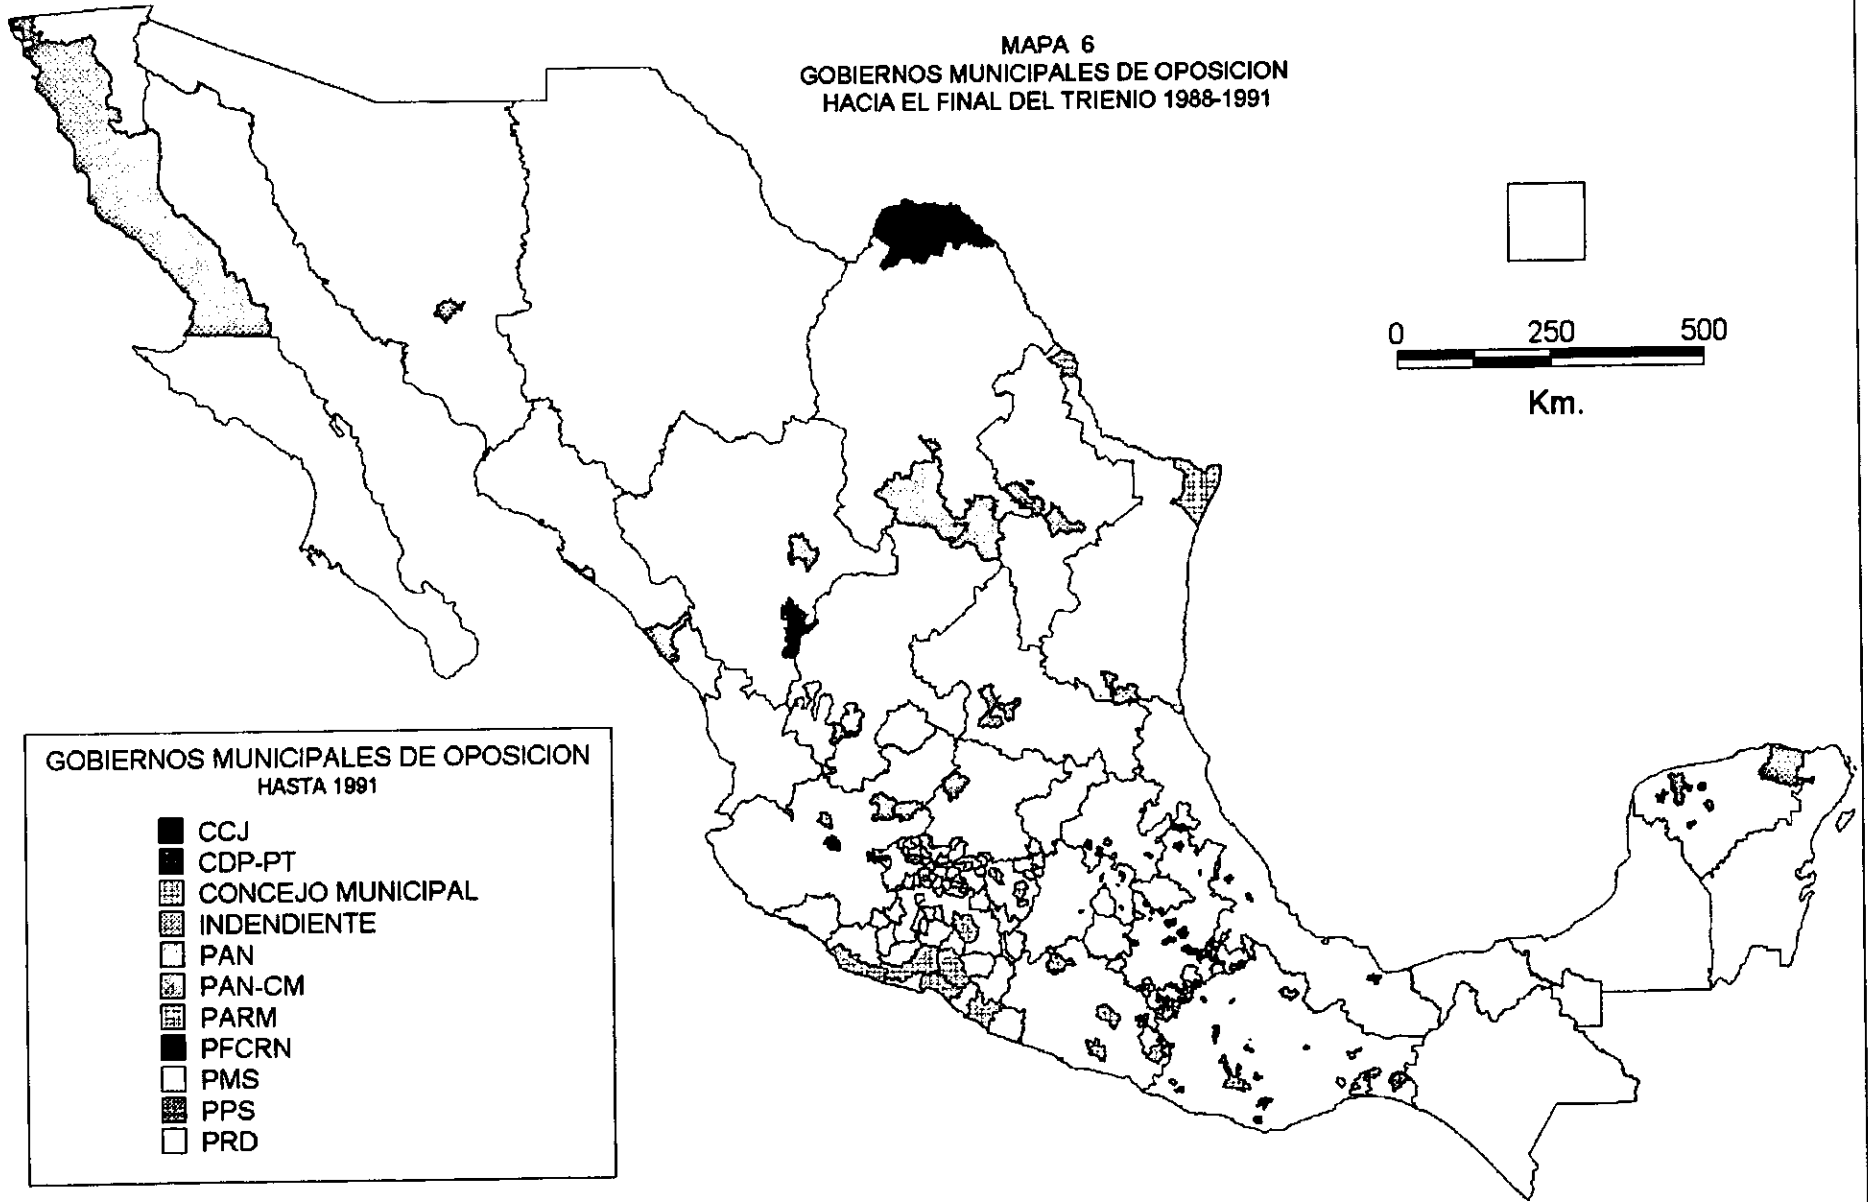 MAPA 6
GOBIERNOS MUNICIPALES DE OPOSICION
HACIA EL FINAL DEL TRIENIO 1988-1991
0 250 500
Km.
GOBIERNOS MUNICIPALES DE OPOSICION
HASTA 1991
CCJ
CDP-PT
CONCEJO MUNICIPAL
INDENDIENTE
PAN
PAN-CM
PARM
PFCRN
PMS
PPS
PRD